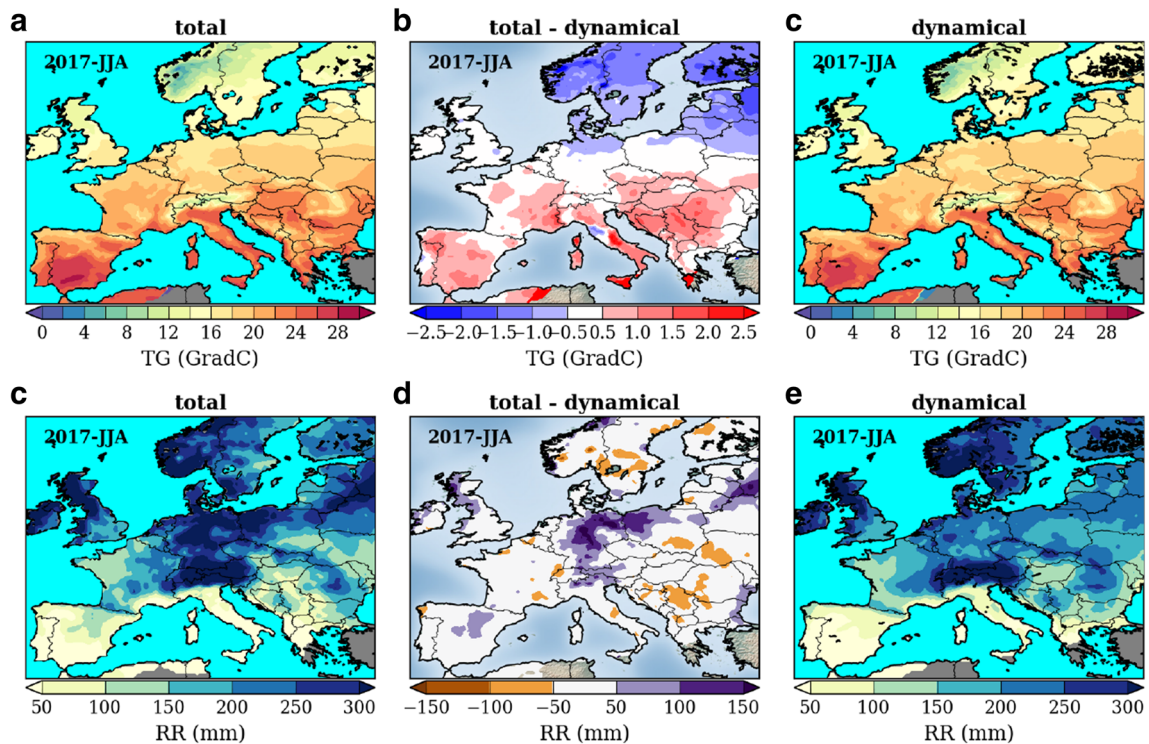 a total
b total - dynamical
c dynamical
2017-JJA
2017-JJA
2017-JJA
0 4 8 12 16 20 24 28
−2.5−2.0−1.5−1.0−0.5 0.5 1.0 1.5 2.0 2.5
0 4 8 12 16 20 24 28
TG (GradC)
TG (GradC)
TG (GradC)
c total
d total - dynamical
e dynamical
2017-JJA
2017-JJA
2017-JJA
50 100 150 200 250 300
−150 −100 −50 50 100 150
50 100 150 200 250 300
RR (mm)
RR (mm)
RR (mm)